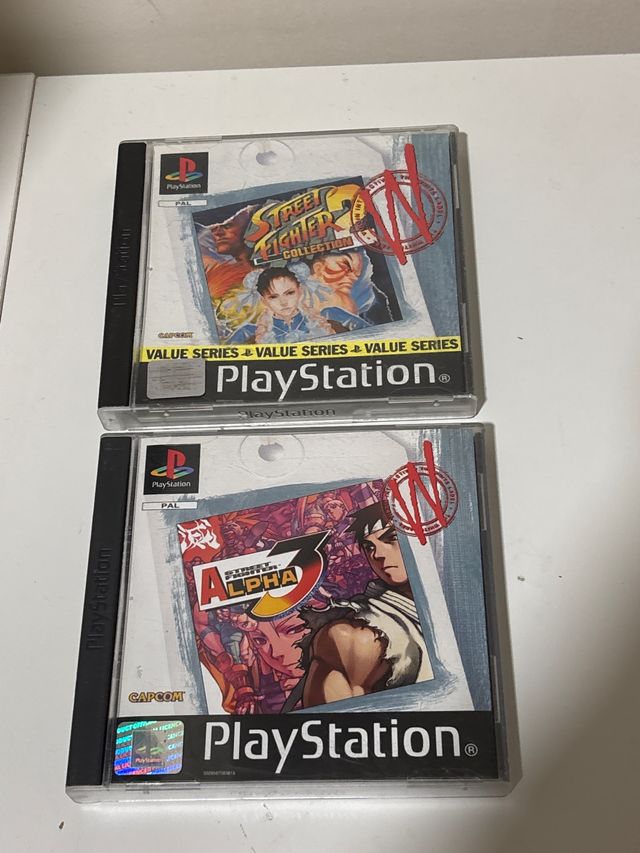 PlayStation
PAL
PlayStation
STREET
FIGHTER 2
COLLECTION
W
CAPCOM
VALUE SERIES VALUE SERIES VALUE SERIES
PlayStation
PlayStation
PlayStation
PAL
PlayStation
W
STREET
FIGHTER
ALPHA 3
CAPCOM
PlayStation
PlayStation